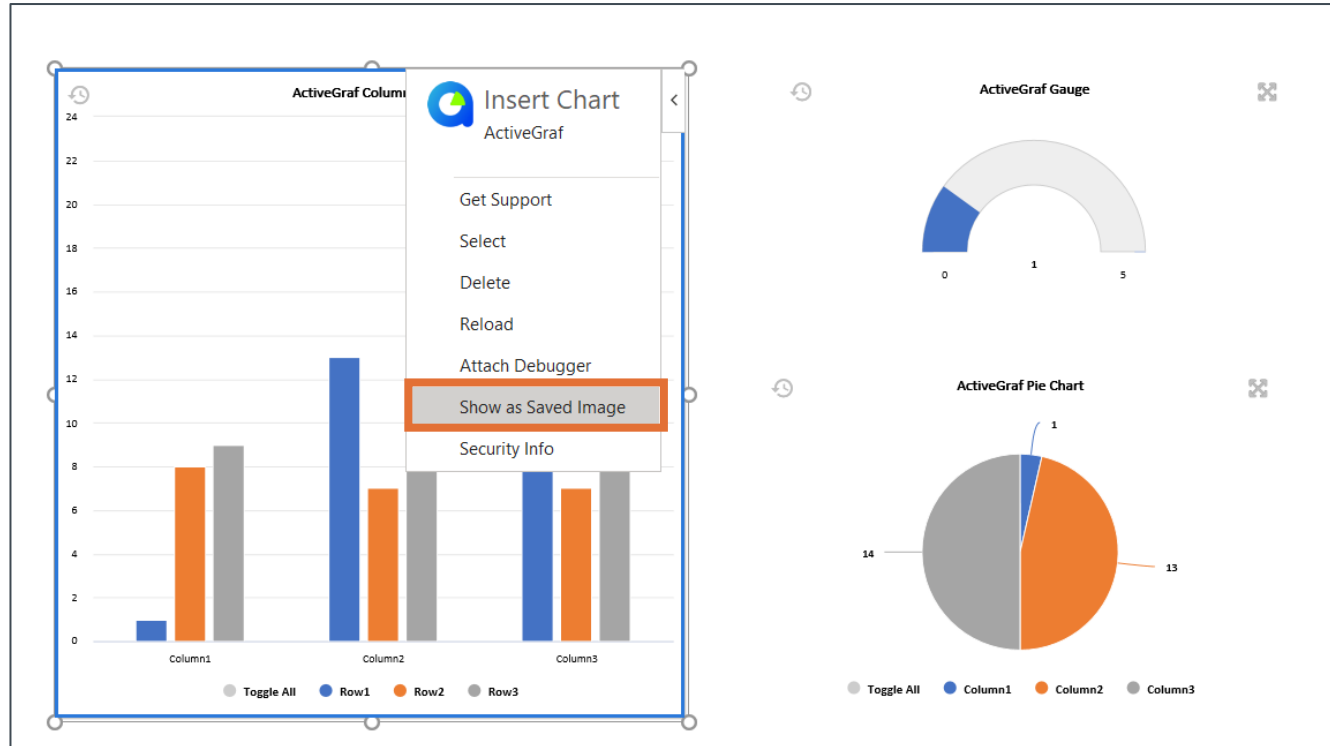 ActiveGraf Colum
24
22
20
18
16
14
12
10
8
6
4
2
0
Column1 Column2 Column3
Toggle All Row1 Row2 Row3
Insert Chart
ActiveGraf
Get Support
Select
Delete
Reload
Attach Debugger
Show as Saved Image
Security Info
ActiveGraf Gauge
0 1 5
ActiveGraf Pie Chart
1
14
13
Toggle All Column1 Column2 Column3